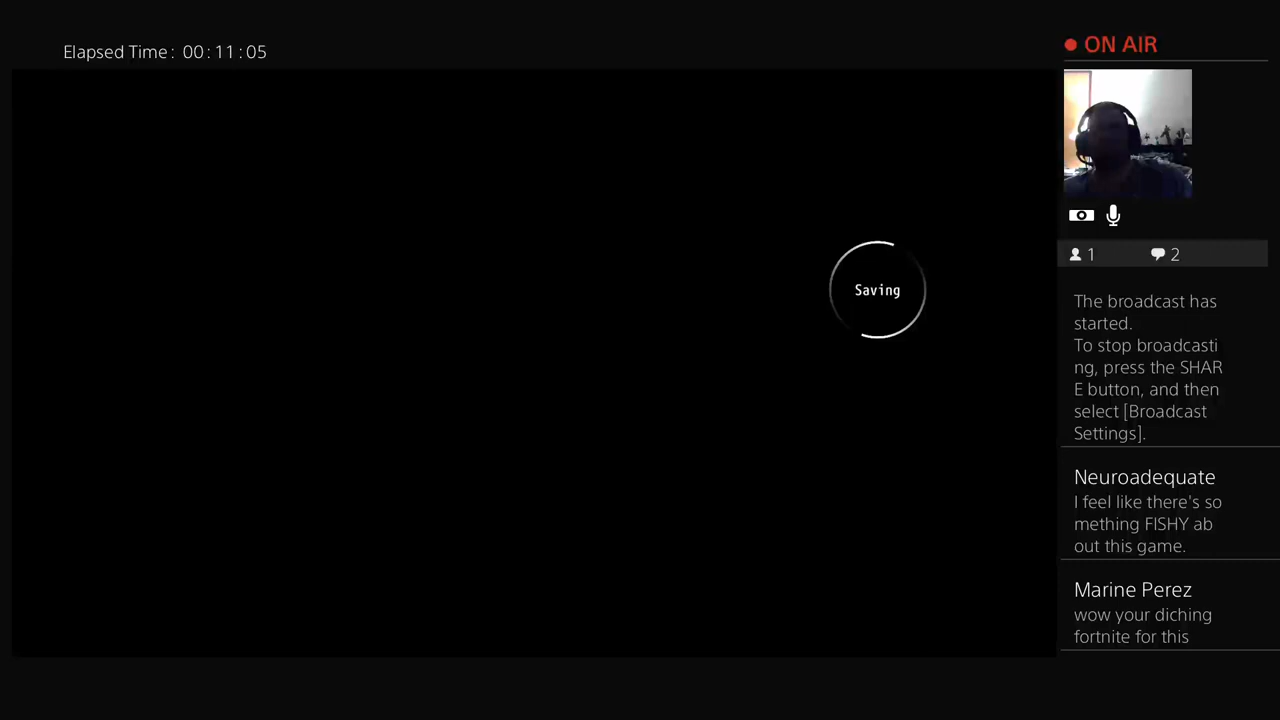 Elapsed Time: 00:11:05
ON AIR
1 2
Saving
The broadcast has
started.
To stop broadcasti
ng, press the SHAR
E button, and then
select [Broadcast
Settings].
Neuroadequate
I feel like there's so
mething FISHY ab
out this game.
Marine Perez
wow your diching
fortnite for this